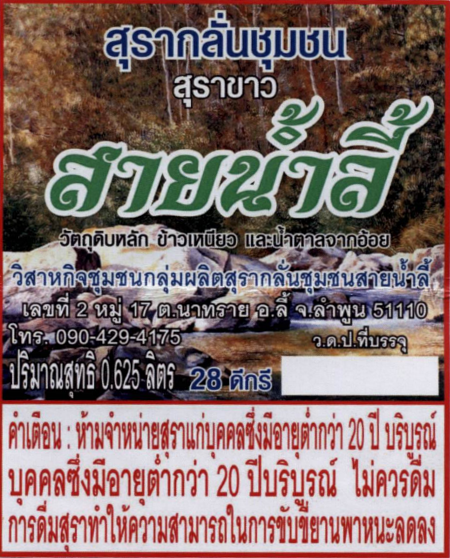 สุรากลั่นชุมชน
สุราขาว
สายน้ำลี้
วัตถุดิบหลัก ข้าวเหนียว และน้ำตาลจากอ้อย
วิสาหกิจชุมชนกลุ่มผลิตสุรากลั่นชุมชนสายน้ำลี้
เลขที่ 2 หมู่ 17 ต.นาทราย อ.ลี้ จ.ลำพูน 51110
โทร. 090-429-4175 ว.ด.ป.ที่บรรจุ
ปริมาณสุทธิ 0.625 ลิตร 28 ดีกรี
คำเตือน : ห้ามจำหน่ายสุราแก่บุคคลซึ่งมีอายุต่ำกว่า 20 ปี บริบูรณ์
บุคคลซึ่งมีอายุต่ำกว่า 20 ปีบริบูรณ์ ไม่ควรดื่ม
การดื่มสุราทำให้ความสามารถในการขับขี่ยานพาหนะลดลง